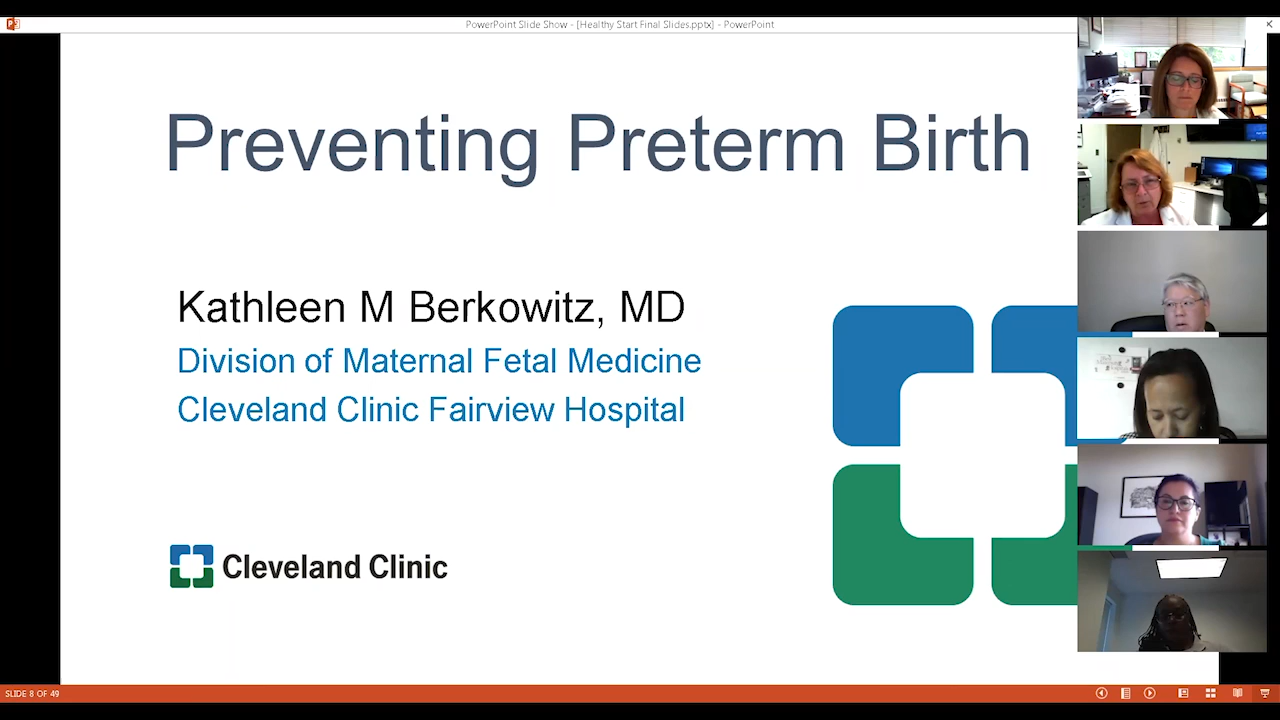 PowerPoint Slide Show - [Healthy Start Final Slides.pptx] - PowerPoint
Preventing Preterm Birth
Kathleen M Berkowitz, MD
Division of Maternal Fetal Medicine
Cleveland Clinic Fairview Hospital
Cleveland Clinic
SLIDE 8 OF 49